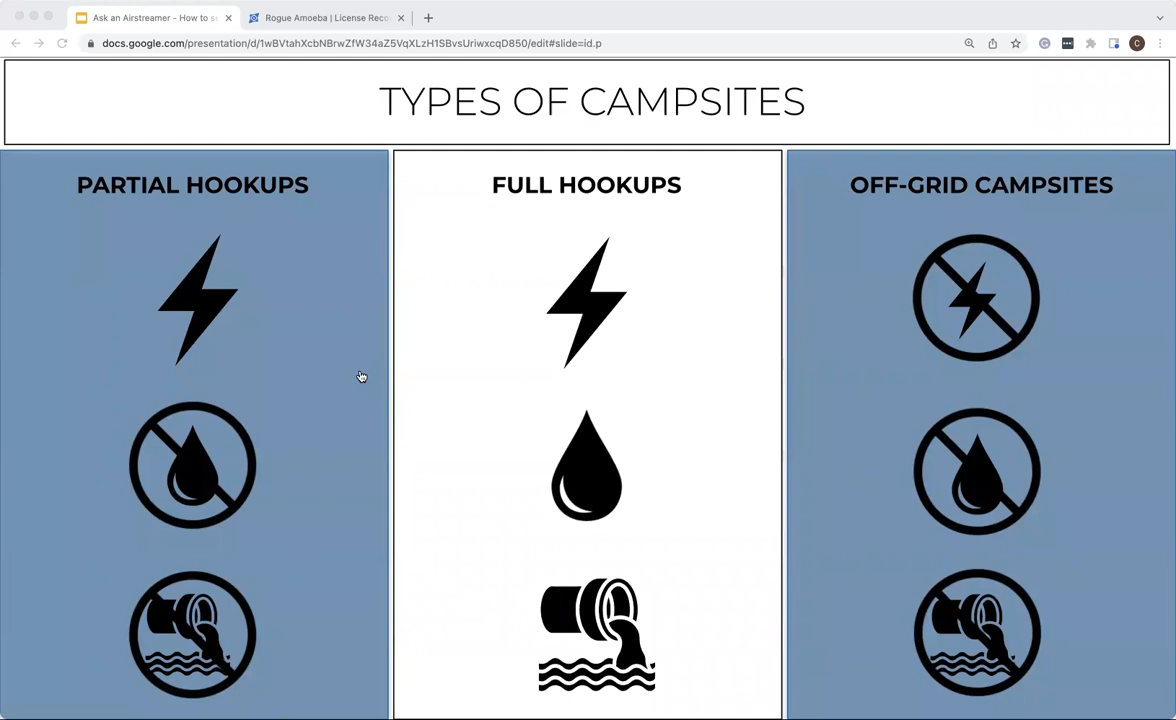 Ask an Airstreamer - How to s
Rogue Amoeba | License Reco
docs.google.com/presentation/d/1wBVtahXcbNBrwZfW34aZ5VqXLzH1SBvsUriwxcqD850/edit#slide=id.p
C
TYPES OF CAMPSITES
PARTIAL HOOKUPS
FULL HOOKUPS
OFF-GRID CAMPSITES